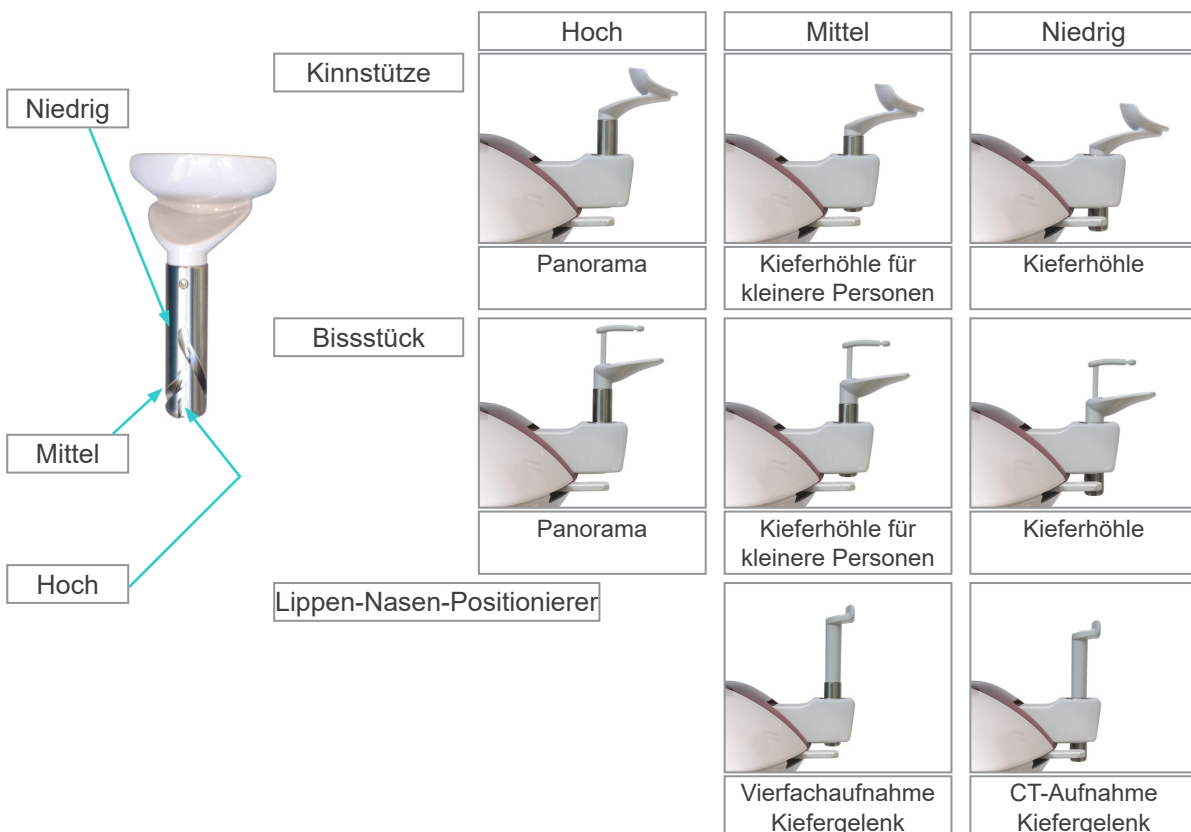 Hoch
Mittel
Niedrig
Kinnstütze
Niedrig
Panorama
Kieferhöhle für
kleinere Personen
Kieferhöhle
Bissstück
Mittel
Panorama
Kieferhöhle für
kleinere Personen
Kieferhöhle
Hoch
Lippen-Nasen-Positionierer
Vierfachaufnahme
Kiefergelenk
CT-Aufnahme
Kiefergelenk